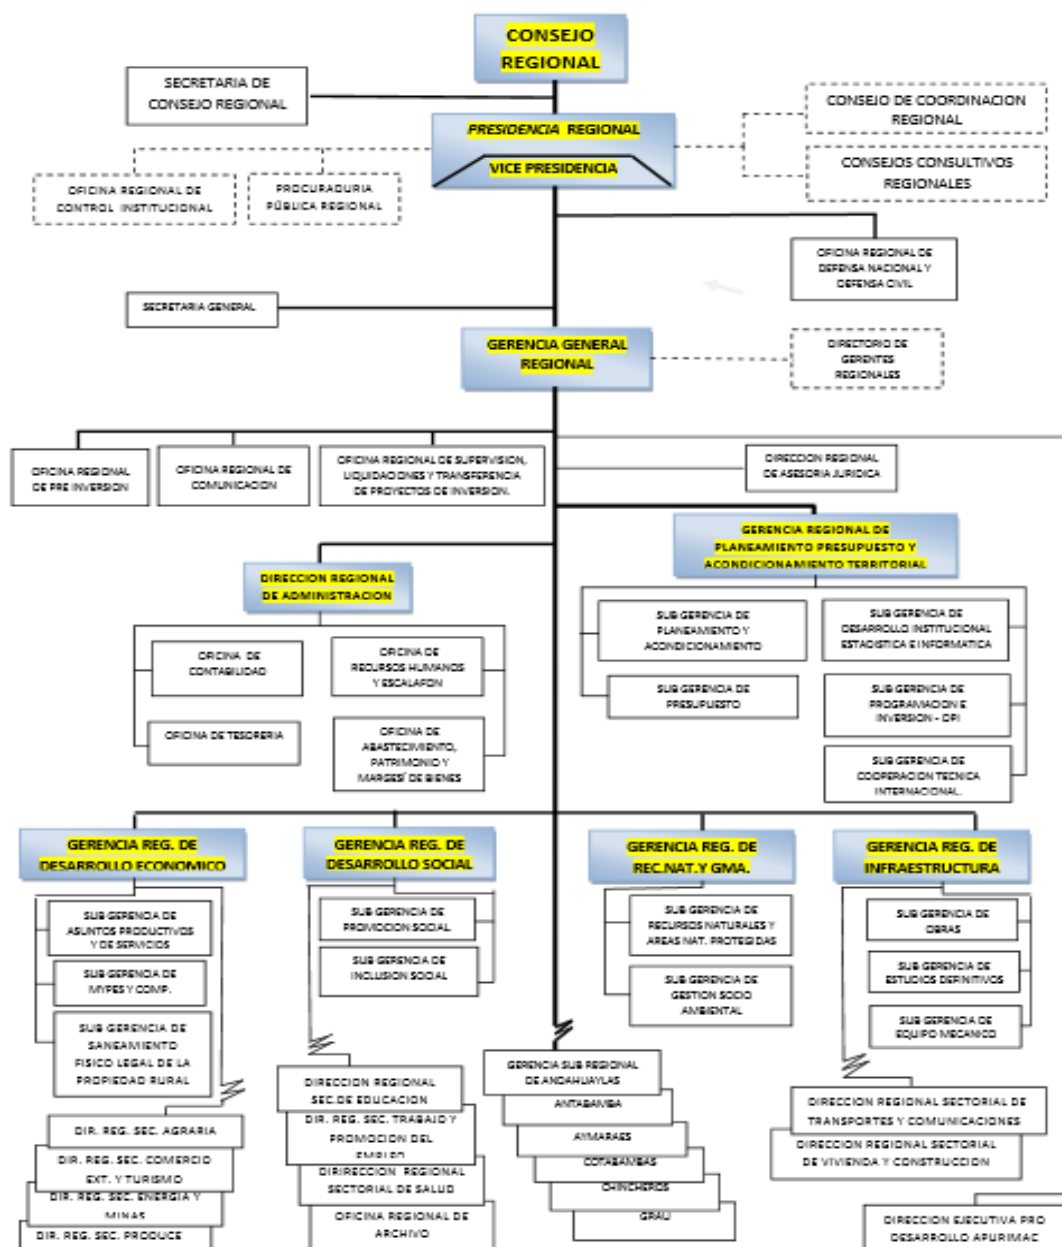 CONSEJO
REGIONAL
SECRETARIA DE
CONSEJO REGIONAL
PRESIDENCIA REGIONAL
VICE PRESIDENCIA
CONSEJO DE COORDINACION
REGIONAL
CONSEJOS CONSULTIVOS
REGIONALES
OFICINA REGIONAL DE
CONTROL INSTITUCIONAL
PROCURADURIA
PÚBLICA REGIONAL
OFICINA REGIONAL DE
DEFENSA NACIONAL Y
DEFENSA CIVIL
SECRETARIA GENERAL
GERENCIA GENERAL
REGIONAL
DIRECTORIO DE
GERENTES
REGIONALES
OFICINA REGIONAL
DE PRE INVERSION
OFICINA REGIONAL DE
COMUNICACION
OFICINA REGIONAL DE SUPERVISION,
LIQUIDACIONES Y TRANSFERENCIA
DE PROYECTOS DE INVERSION.
DIRECCION REGIONAL
DE ASESORIA JURIDICA
GERENCIA REGIONAL DE
PLANEAMIENTO PRESUPUESTO Y
ACONDICIONAMIENTO TERRITORIAL
DIRECCION REGIONAL
DE ADMINISTRACION
SUB GERENCIA DE
PLANEAMIENTO Y
ACONDICIONAMIENTO
SUB GERENCIA DE
DESARROLLO INSTITUCIONAL
ESTADISTICA E INFORMATICA
OFICINA DE
CONTABILIDAD
OFICINA DE
RECURSOS HUMANOS
Y ESCALAFON
SUB GERENCIA DE
PRESUPUESTO
SUB GERENCIA DE
PROGRAMACION E
INVERSION - OPI
OFICINA DE TESORERIA
OFICINA DE
ABASTECIMIENTO,
PATRIMONIO Y
MARGESÍ DE BIENES
SUB GERENCIA DE
COOPERACION TECNICA
INTERNACIONAL.
GERENCIA REG. DE
DESARROLLO ECONOMICO
GERENCIA REG. DE
DESARROLLO SOCIAL
GERENCIA REG. DE
REC.NAT.Y GMA.
GERENCIA REG. DE
INFRAESTRUCTURA
SUB GERENCIA DE
ASUNTOS PRODUCTIVOS
Y DE SERVICIOS
SUB GERENCIA DE
MYPES Y COMP.
SUB GERENCIA DE
SANEAMIENTO
FISICO LEGAL DE LA
PROPIEDAD RURAL
SUB GERENCIA DE
PROMOCION SOCIAL
SUB GERENCIA DE
INCLUSION SOCIAL
SUB GERENCIA DE
RECURSOS NATURALES Y
AREAS NAT. PROTEGIDAS
SUB GERENCIA DE
GESTION SOCIO
AMBIENTAL
SUB GERENCIA DE
OBRAS
SUB GERENCIA DE
ESTUDIOS DEFINITIVOS
SUB GERENCIA DE
EQUIPO MECANICO
DIR. REG. SEC. AGRARIA
DIR. REG. SEC. COMERCIO
EXT. Y TURISMO
DIR. REG. SEC. ENERGIA Y
MINAS
DIR. REG. SEC. PRODUCE
DIRECCION REGIONAL
SEC.DE EDUCACION
DIR. REG. SEC. TRABAJO Y
PROMOCION DEL
EMPLEO
DIRIRECCION REGIONAL
SECTORIAL DE SALUD
OFICINA REGIONAL DE
ARCHIVO
GERENCIA SUB REGIONAL
DE ANDAHUAYLAS
ANTABAMBA
AYMARAES
COTABAMBAS
CHINCHEROS
GRAU
DIRECCION REGIONAL SECTORIAL DE
TRANSPORTES Y COMUNICACIONES
DIRECCION REGIONAL SECTORIAL
DE VIVIENDA Y CONSTRUCCION
DIRECCION EJECUTIVA PRO
DESARROLLO APURIMAC